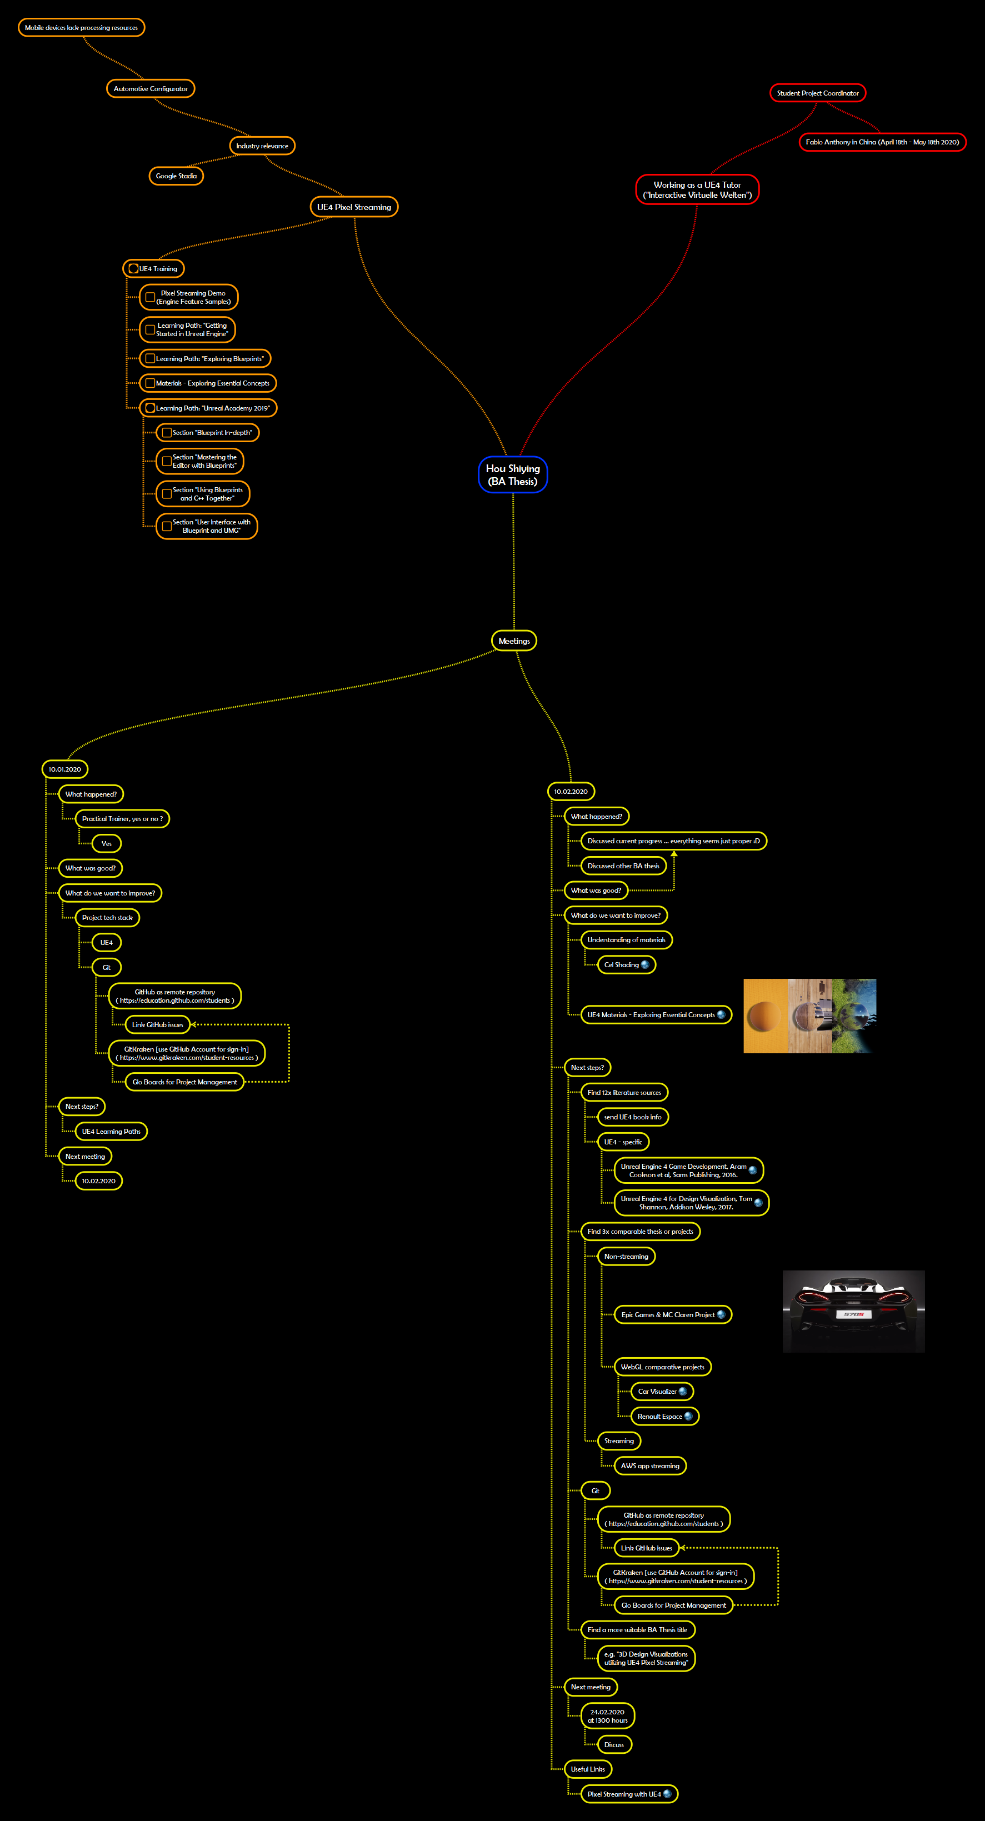 Mobile devices lack processing resources
Automotive Configurator
Industry relevance
Google Stadia
UE4 Pixel Streaming
UE4 Training
Pixel Streaming Demo
(Engine Feature Samples)
Learning Path: "Getting
Started in Unreal Engine"
Learning Path: "Exploring Blueprints"
Materials - Exploring Essential Concepts
Learning Path: "Unreal Academy 2019"
Section "Blueprint In-depth"
Section "Mastering the
Editor with Blueprints"
Section "Using Blueprints
and C++ Together"
Section "User Interface with
Blueprint and UMG"
Student Project Coordinator
Fabio Anthony in China (April 18th - May 18th 2020)
Working as a UE4 Tutor
("Interactive Virtuelle Welten")
Hou Shiying
(BA Thesis)
Meetings
10.01.2020
What happened?
Practical Trainer, yes or no ?
Yes
What was good?
What do we want to improve?
Project tech stack
UE4
Git
GitHub as remote repository
( https://education.github.com/students )
Link GitHub issues
GitKraken [use GitHub Account for sign-in]
( https://www.gitkraken.com/student-resources )
Glo Boards for Project Management
Next steps?
UE4 Learning Paths
Next meeting
10.02.2020
10.02.2020
What happened?
Discussed current progress ... everything seem just proper :D
Discussed other BA thesis
What was good?
What do we want to improve?
Understanding of materials
Cel Shading
UE4 Materials - Exploring Essential Concepts
Next steps?
Find 12x literature sources
send UE4 book info
UE4 - specific
Unreal Engine 4 Game Development, Aram
Cookson et al, Sams Publishing, 2016.
Unreal Engine 4 for Design Visualization, Tom
Shannon, Addison Wesley, 2017.
Find 3x comparable thesis or projects
Non-streaming
Epic Games & MC Claren Project
WebGL comparative projects
Car Visualizer
Renault Espace
Streaming
AWS app streaming
Git
GitHub as remote repository
( https://education.github.com/students )
Link GitHub issues
GitKraken [use GitHub Account for sign-in]
( https://www.gitkraken.com/student-resources )
Glo Boards for Project Management
Find a more suitable BA Thesis title
e.g. "3D Design Visualizations
utilizing UE4 Pixel Streaming"
Next meeting
24.02.2020
at 1300 hours
Discuss
Useful Links
Pixel Streaming with UE4